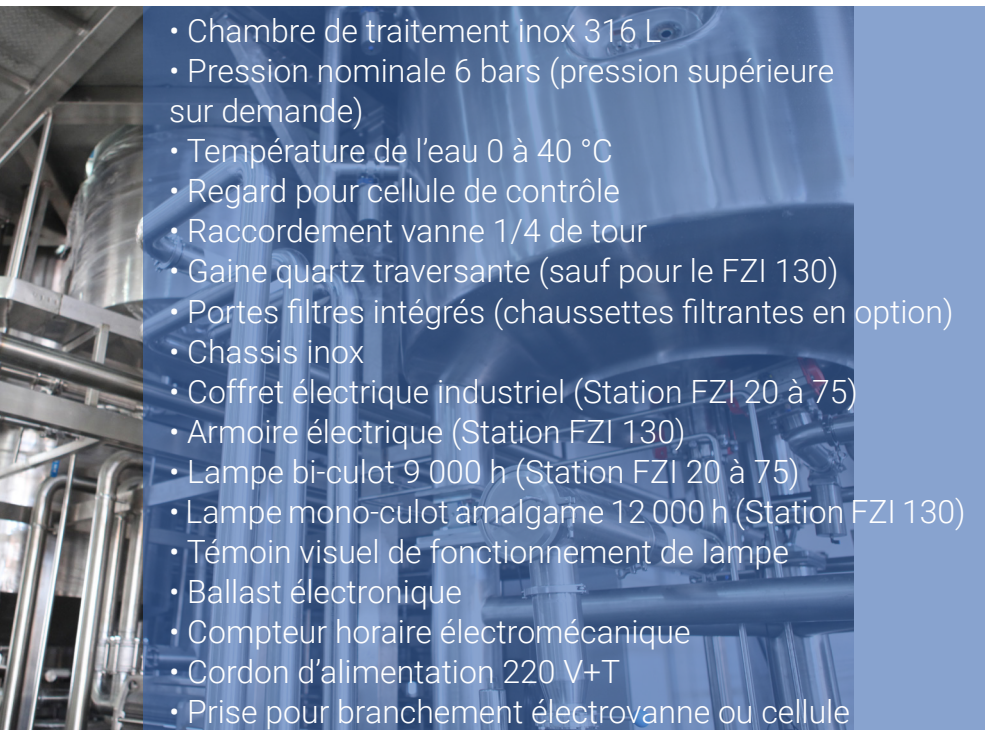 • Chambre de traitement inox 316 L
• Pression nominale 6 bars (pression supérieure
sur demande)
• Température de l'eau 0 à 40 °C
• Regard pour cellule de contrôle
• Raccordement vanne 1/4 de tour
• Gaine quartz traversante (sauf pour le FZI 130)
• Portes filtres intégrés (chaussettes filtrantes en option)
• Chassis inox
• Coffret électrique industriel (Station FZI 20 à 75)
• Armoire électrique (Station FZI 130)
• Lampe bi-culot 9 000 h (Station FZI 20 à 75)
• Lampe mono-culot amalgame 12 000 h (Station FZI 130)
• Témoin visuel de fonctionnement de lampe
• Ballast électronique
• Compteur horaire électromécanique
• Cordon d'alimentation 220 V+T
• Prise pour branchement électrovanne ou cellule